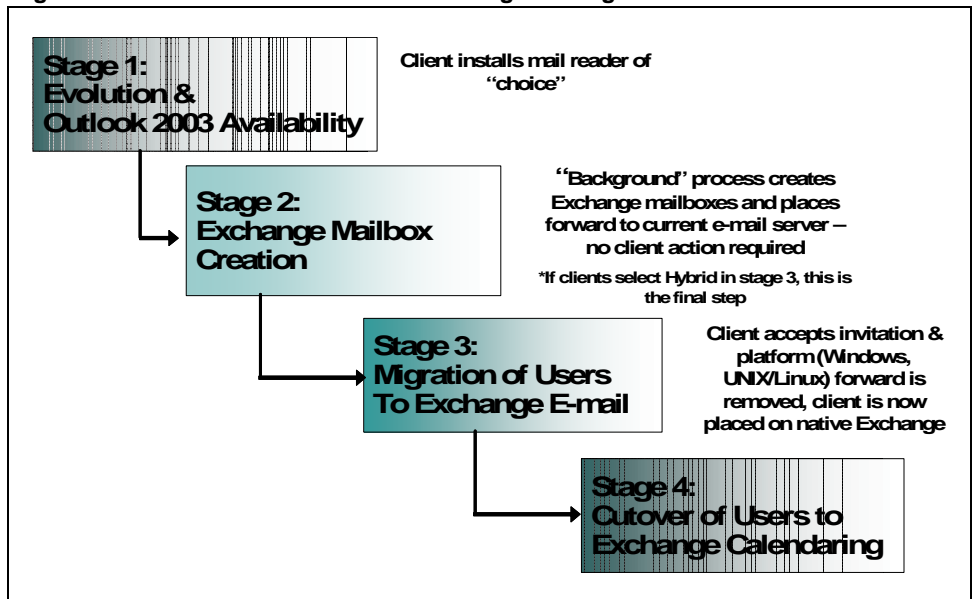 Stage 1:
Evolution &
Outlook 2003 Availability
Client installs mail reader of
“choice”
Stage 2:
Exchange Mailbox
Creation
“Background” process creates
Exchange mailboxes and places
forward to current e-mail server –
no client action required
*If clients select Hybrid in stage 3, this is
the final step
Stage 3:
Migration of Users
To Exchange E-mail
Client accepts invitation &
platform (Windows,
UNIX/Linux) forward is
removed, client is now
placed on native Exchange
Stage 4:
Cutover of Users to
Exchange Calendaring